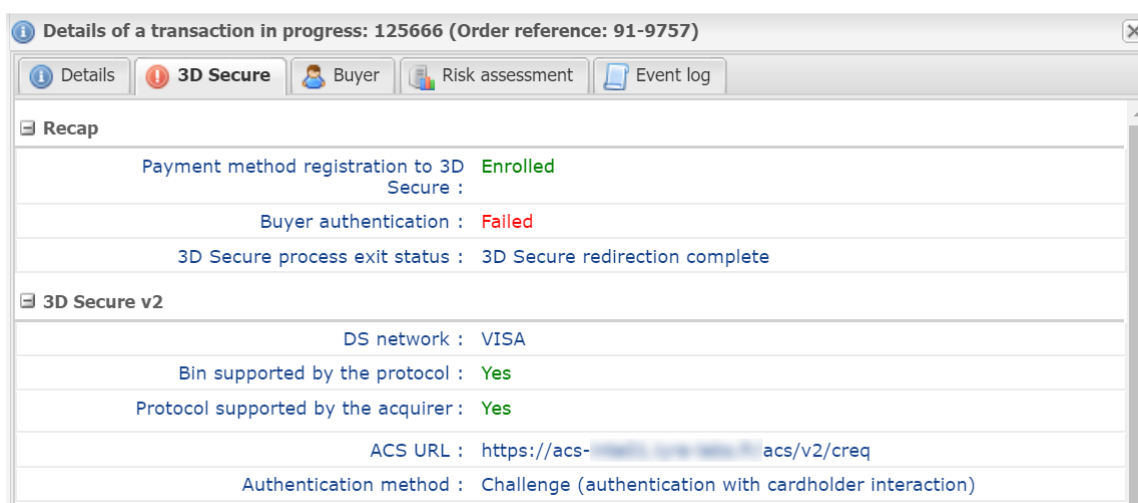 Details of a transaction in progress: 125666 (Order reference: 91-9757)
Details 3D Secure Buyer Risk assessment Event log
Recap
Payment method registration to 3D Enrolled
Secure :
Buyer authentication : Failed
3D Secure process exit status : 3D Secure redirection complete
3D Secure v2
DS network : VISA
Bin supported by the protocol : Yes
Protocol supported by the acquirer : Yes
ACS URL : https://acs- acs/v2/creq
Authentication method : Challenge (authentication with cardholder interaction)